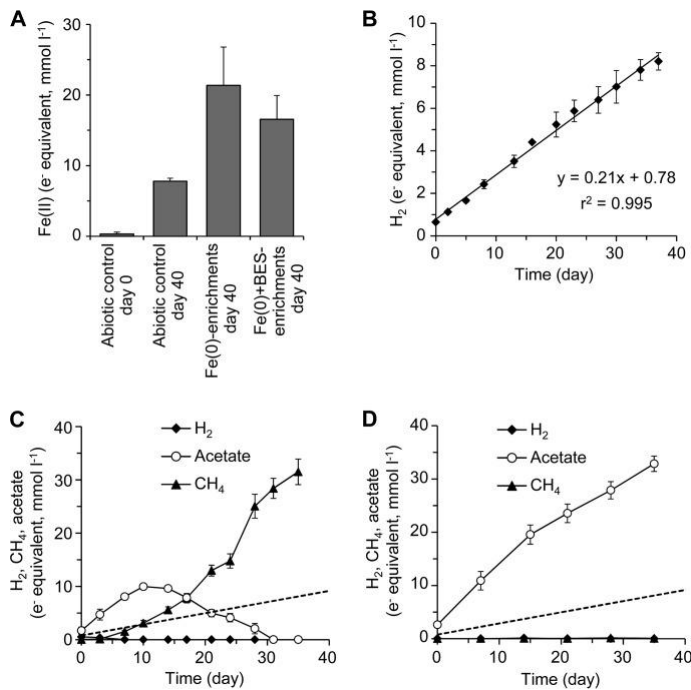 A
Fe(II) (e⁻ equivalent, mmol l⁻¹)
30
20
10
0
Abiotic control
day 0
Abiotic control
day 40
Fe(0)-enrichments
day 40
Fe(0)+BES-
enrichments
day 40
B
H₂ (e⁻ equivalent, mmol l⁻¹)
10
8
6
4
2
0
y = 0.21x + 0.78
r² = 0.995
0 10 20 30 40
Time (day)
C
H₂, CH₄, acetate
(e⁻ equivalent, mmol l⁻¹)
40
30
20
10
0
H₂
Acetate
CH₄
0 10 20 30 40
Time (day)
D
H₂, CH₄, acetate
(e⁻ equivalent, mmol l⁻¹)
40
30
20
10
0
H₂
Acetate
CH₄
0 10 20 30 40
Time (day)